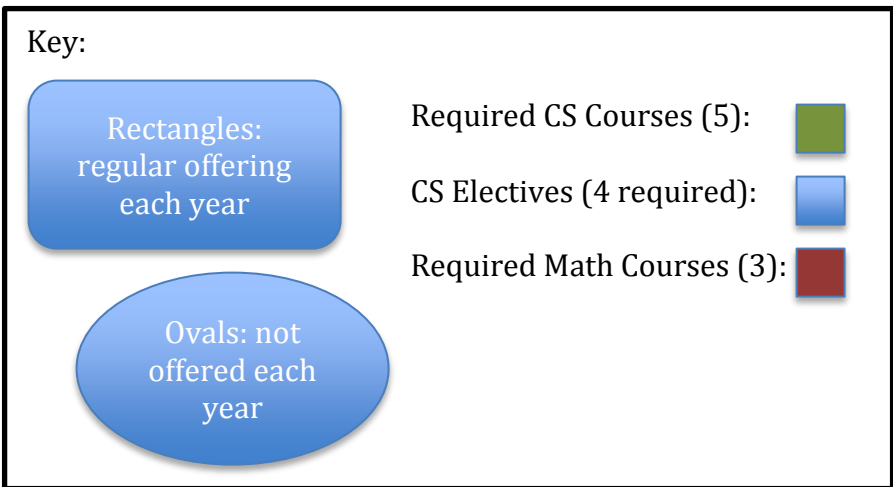 Key:
Rectangles:
regular offering
each year
Required CS Courses (5):
CS Electives (4 required):
Required Math Courses (3):
Ovals: not
offered each
year